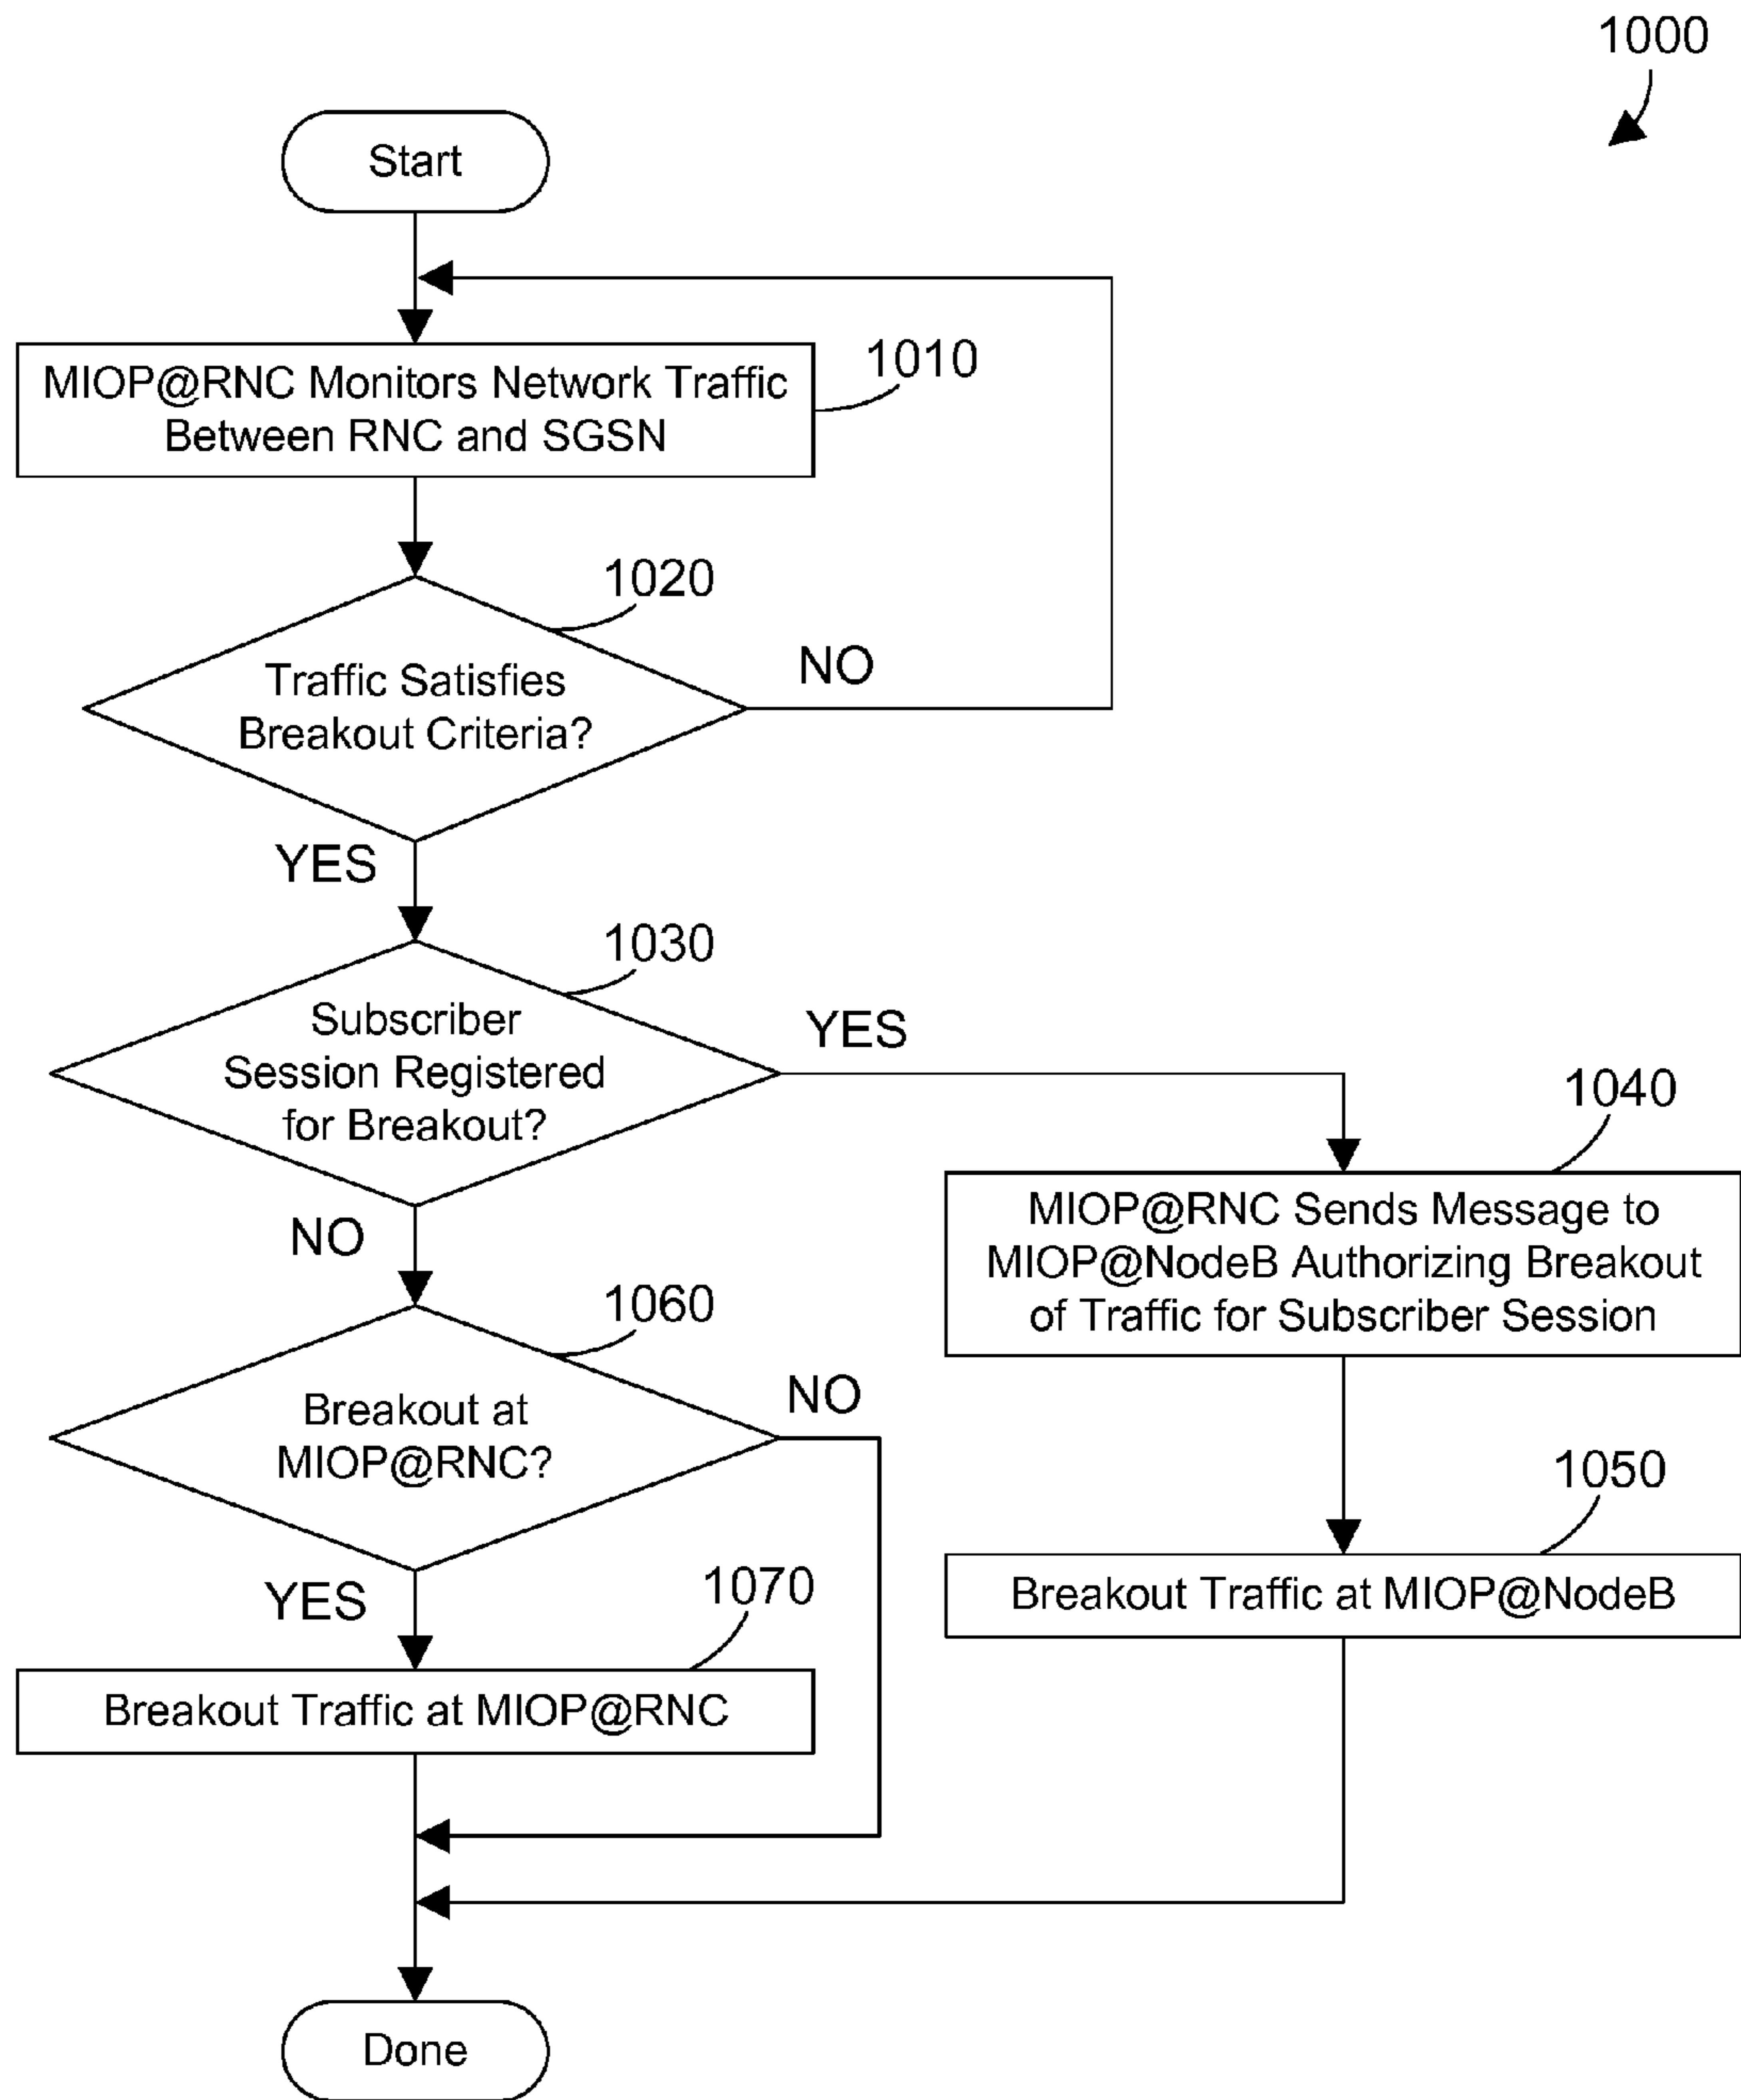 1000
Start
MIOP@RNC Monitors Network Traffic
Between RNC and SGSN
1010
1020
Traffic Satisfies
Breakout Criteria?
NO
YES
1030
Subscriber
Session Registered
for Breakout?
YES
NO
1040
MIOP@RNC Sends Message to
MIOP@NodeB Authorizing Breakout
of Traffic for Subscriber Session
1060
Breakout at
MIOP@RNC?
NO
YES
1050
Breakout Traffic at MIOP@NodeB
1070
Breakout Traffic at MIOP@RNC
Done